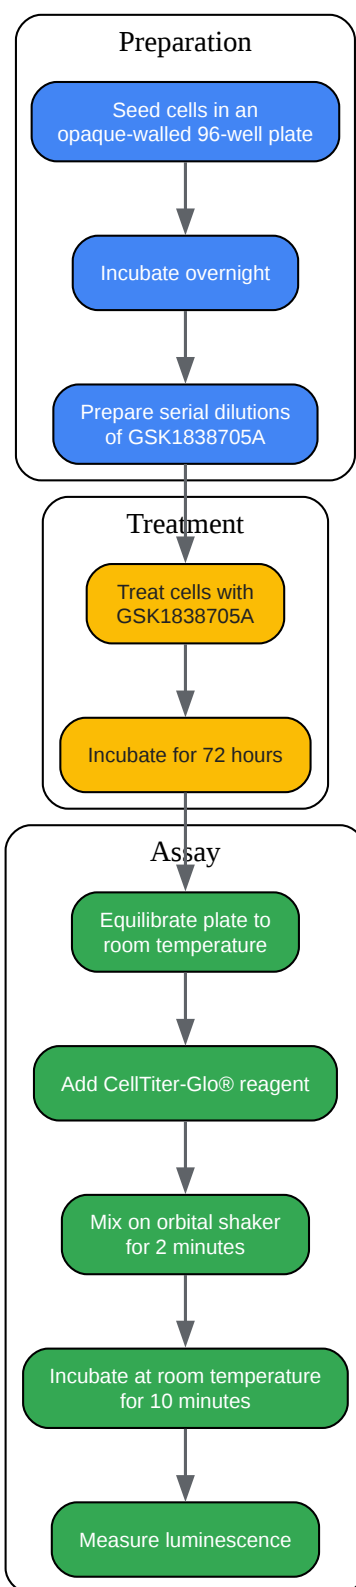 Preparation
Seed cells in an
opaque-walled 96-well plate
Incubate overnight
Prepare serial dilutions
of GSK1838705A
Treatment
Treat cells with
GSK1838705A
Incubate for 72 hours
Assay
Equilibrate plate to
room temperature
Add CellTiter-Glo® reagent
Mix on orbital shaker
for 2 minutes
Incubate at room temperature
for 10 minutes
Measure luminescence